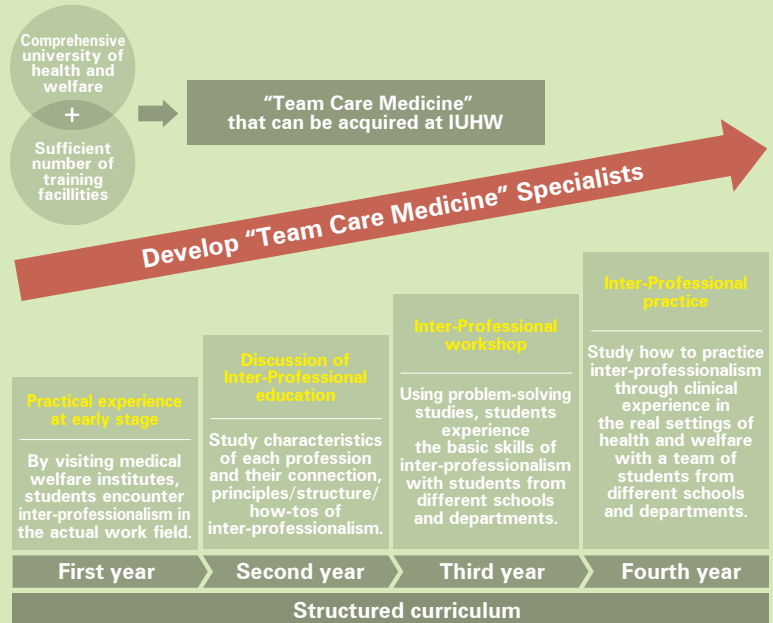 Comprehensive
university of
health and
welfare
+
Sufficient
number of
training
facillities
“Team Care Medicine”
that can be acquired at IUHW
Develop “Team Care Medicine” Specialists
Practical experience
at early stage
By visiting medical
welfare institutes,
students encounter
inter-professionalism in
the actual work field.
Discussion of
Inter-Professional
education
Study characteristics
of each profession
and their connection,
principles/structure/
how-tos of
inter-professionalism.
Inter-Professional
workshop
Using problem-solving
studies, students
experience
the basic skills of
inter-professionalism
with students from
different schools
and departments.
Inter-Professional
practice
Study how to practice
inter-professionalism
through clinical
experience in
the real settings of
health and welfare
with a team of
students from
different schools
and departments.
First year
Second year
Third year
Fourth year
Structured curriculum